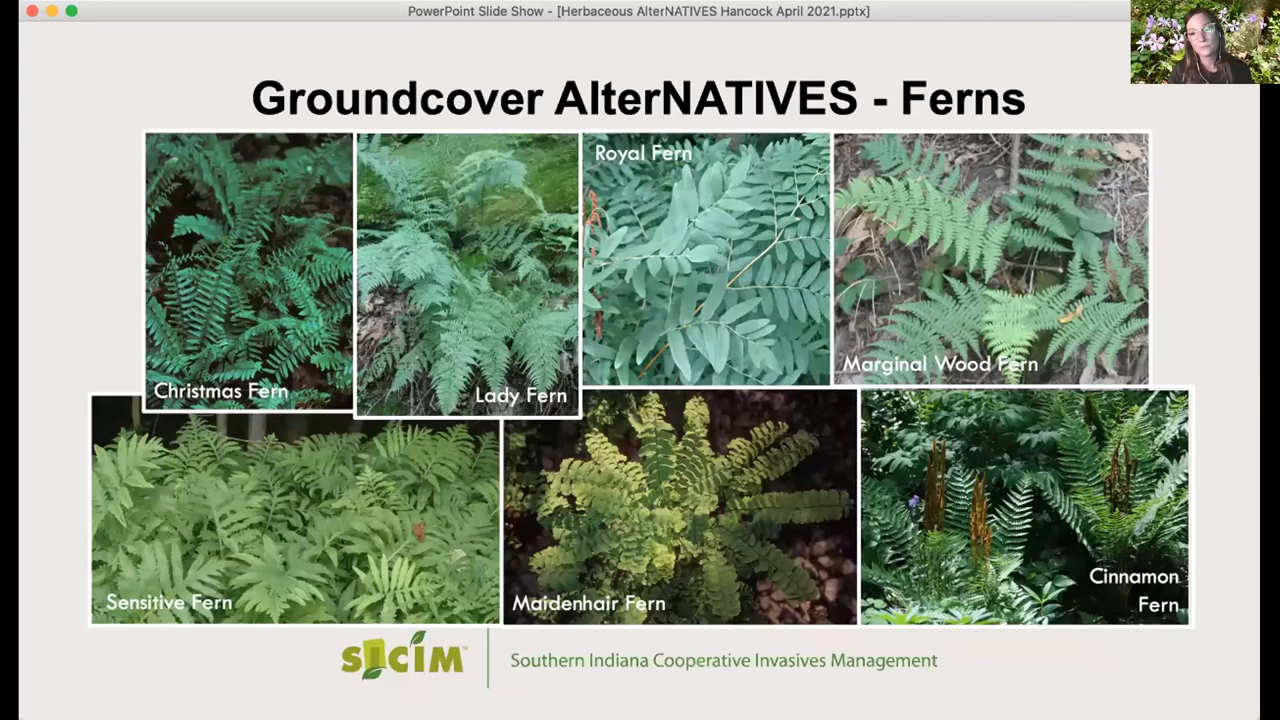 PowerPoint Slide Show - [Herbaceous AlterNATIVES Hancock April 2021.pptx]
Groundcover AlterNATIVES - Ferns
Royal Fern
Marginal Wood Fern
Christmas Fern
Lady Fern
Sensitive Fern
Maidenhair Fern
Cinnamon
Fern
SICIM™
Southern Indiana Cooperative Invasives Management